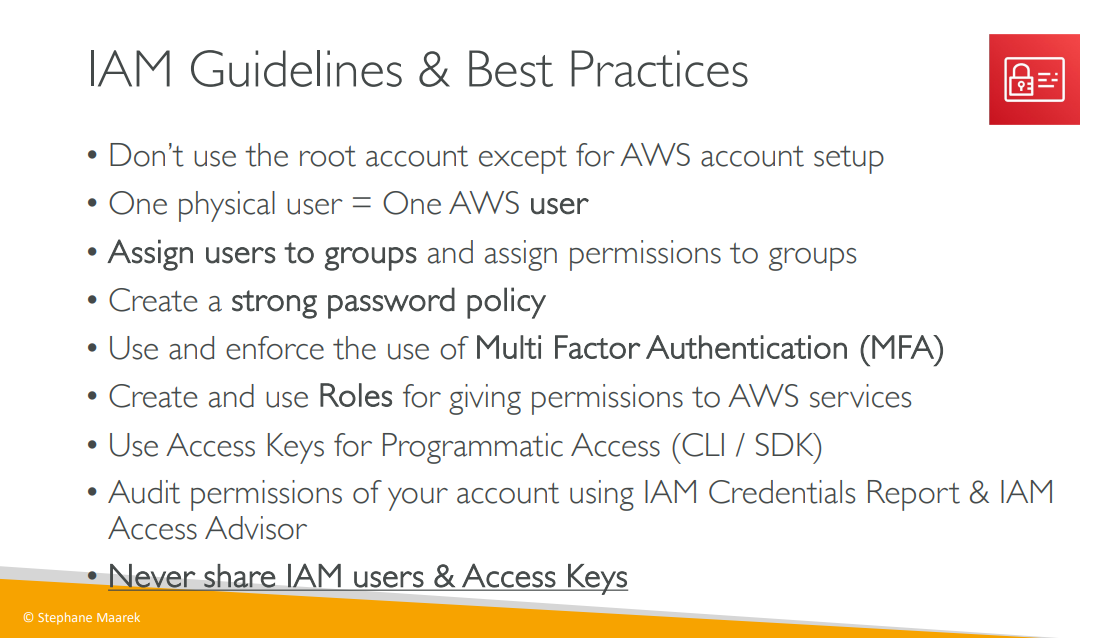 IAM Guidelines & Best Practices
• Don’t use the root account except for AWS account setup
• One physical user = One AWS user
• Assign users to groups and assign permissions to groups
• Create a strong password policy
• Use and enforce the use of Multi Factor Authentication (MFA)
• Create and use Roles for giving permissions to AWS services
• Use Access Keys for Programmatic Access (CLI / SDK)
• Audit permissions of your account using IAM Credentials Report & IAM
Access Advisor
• Never share IAM users & Access Keys
© Stephane Maarek